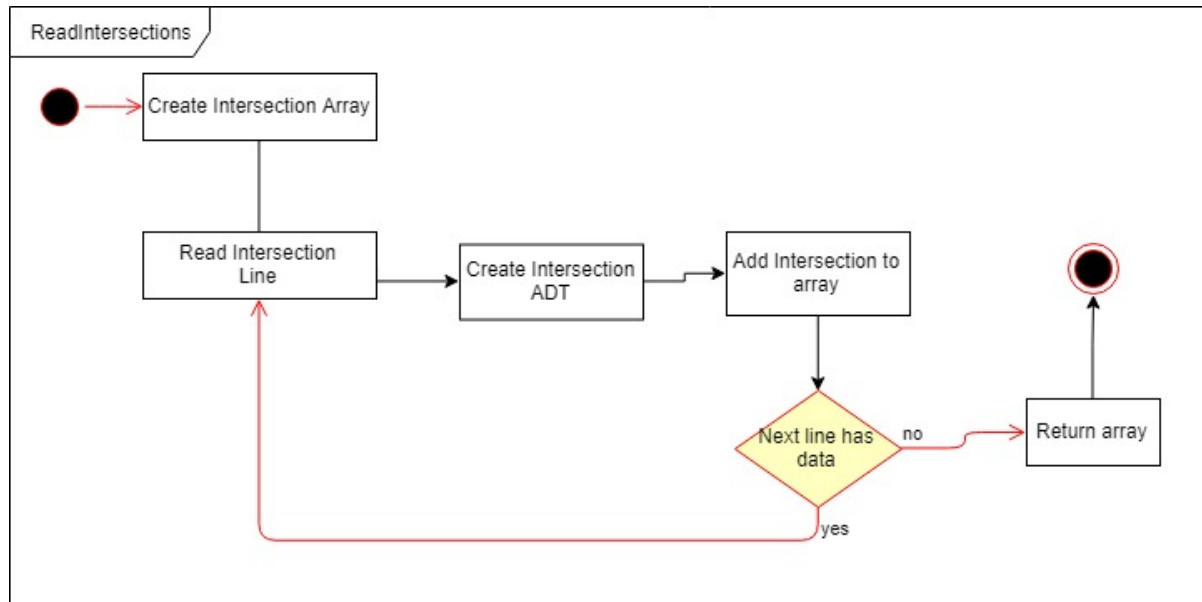 ReadIntersections
Create Intersection Array
Read Intersection
Line
Create Intersection
ADT
Add Intersection to
array
Next line has
data
no
Return array
yes